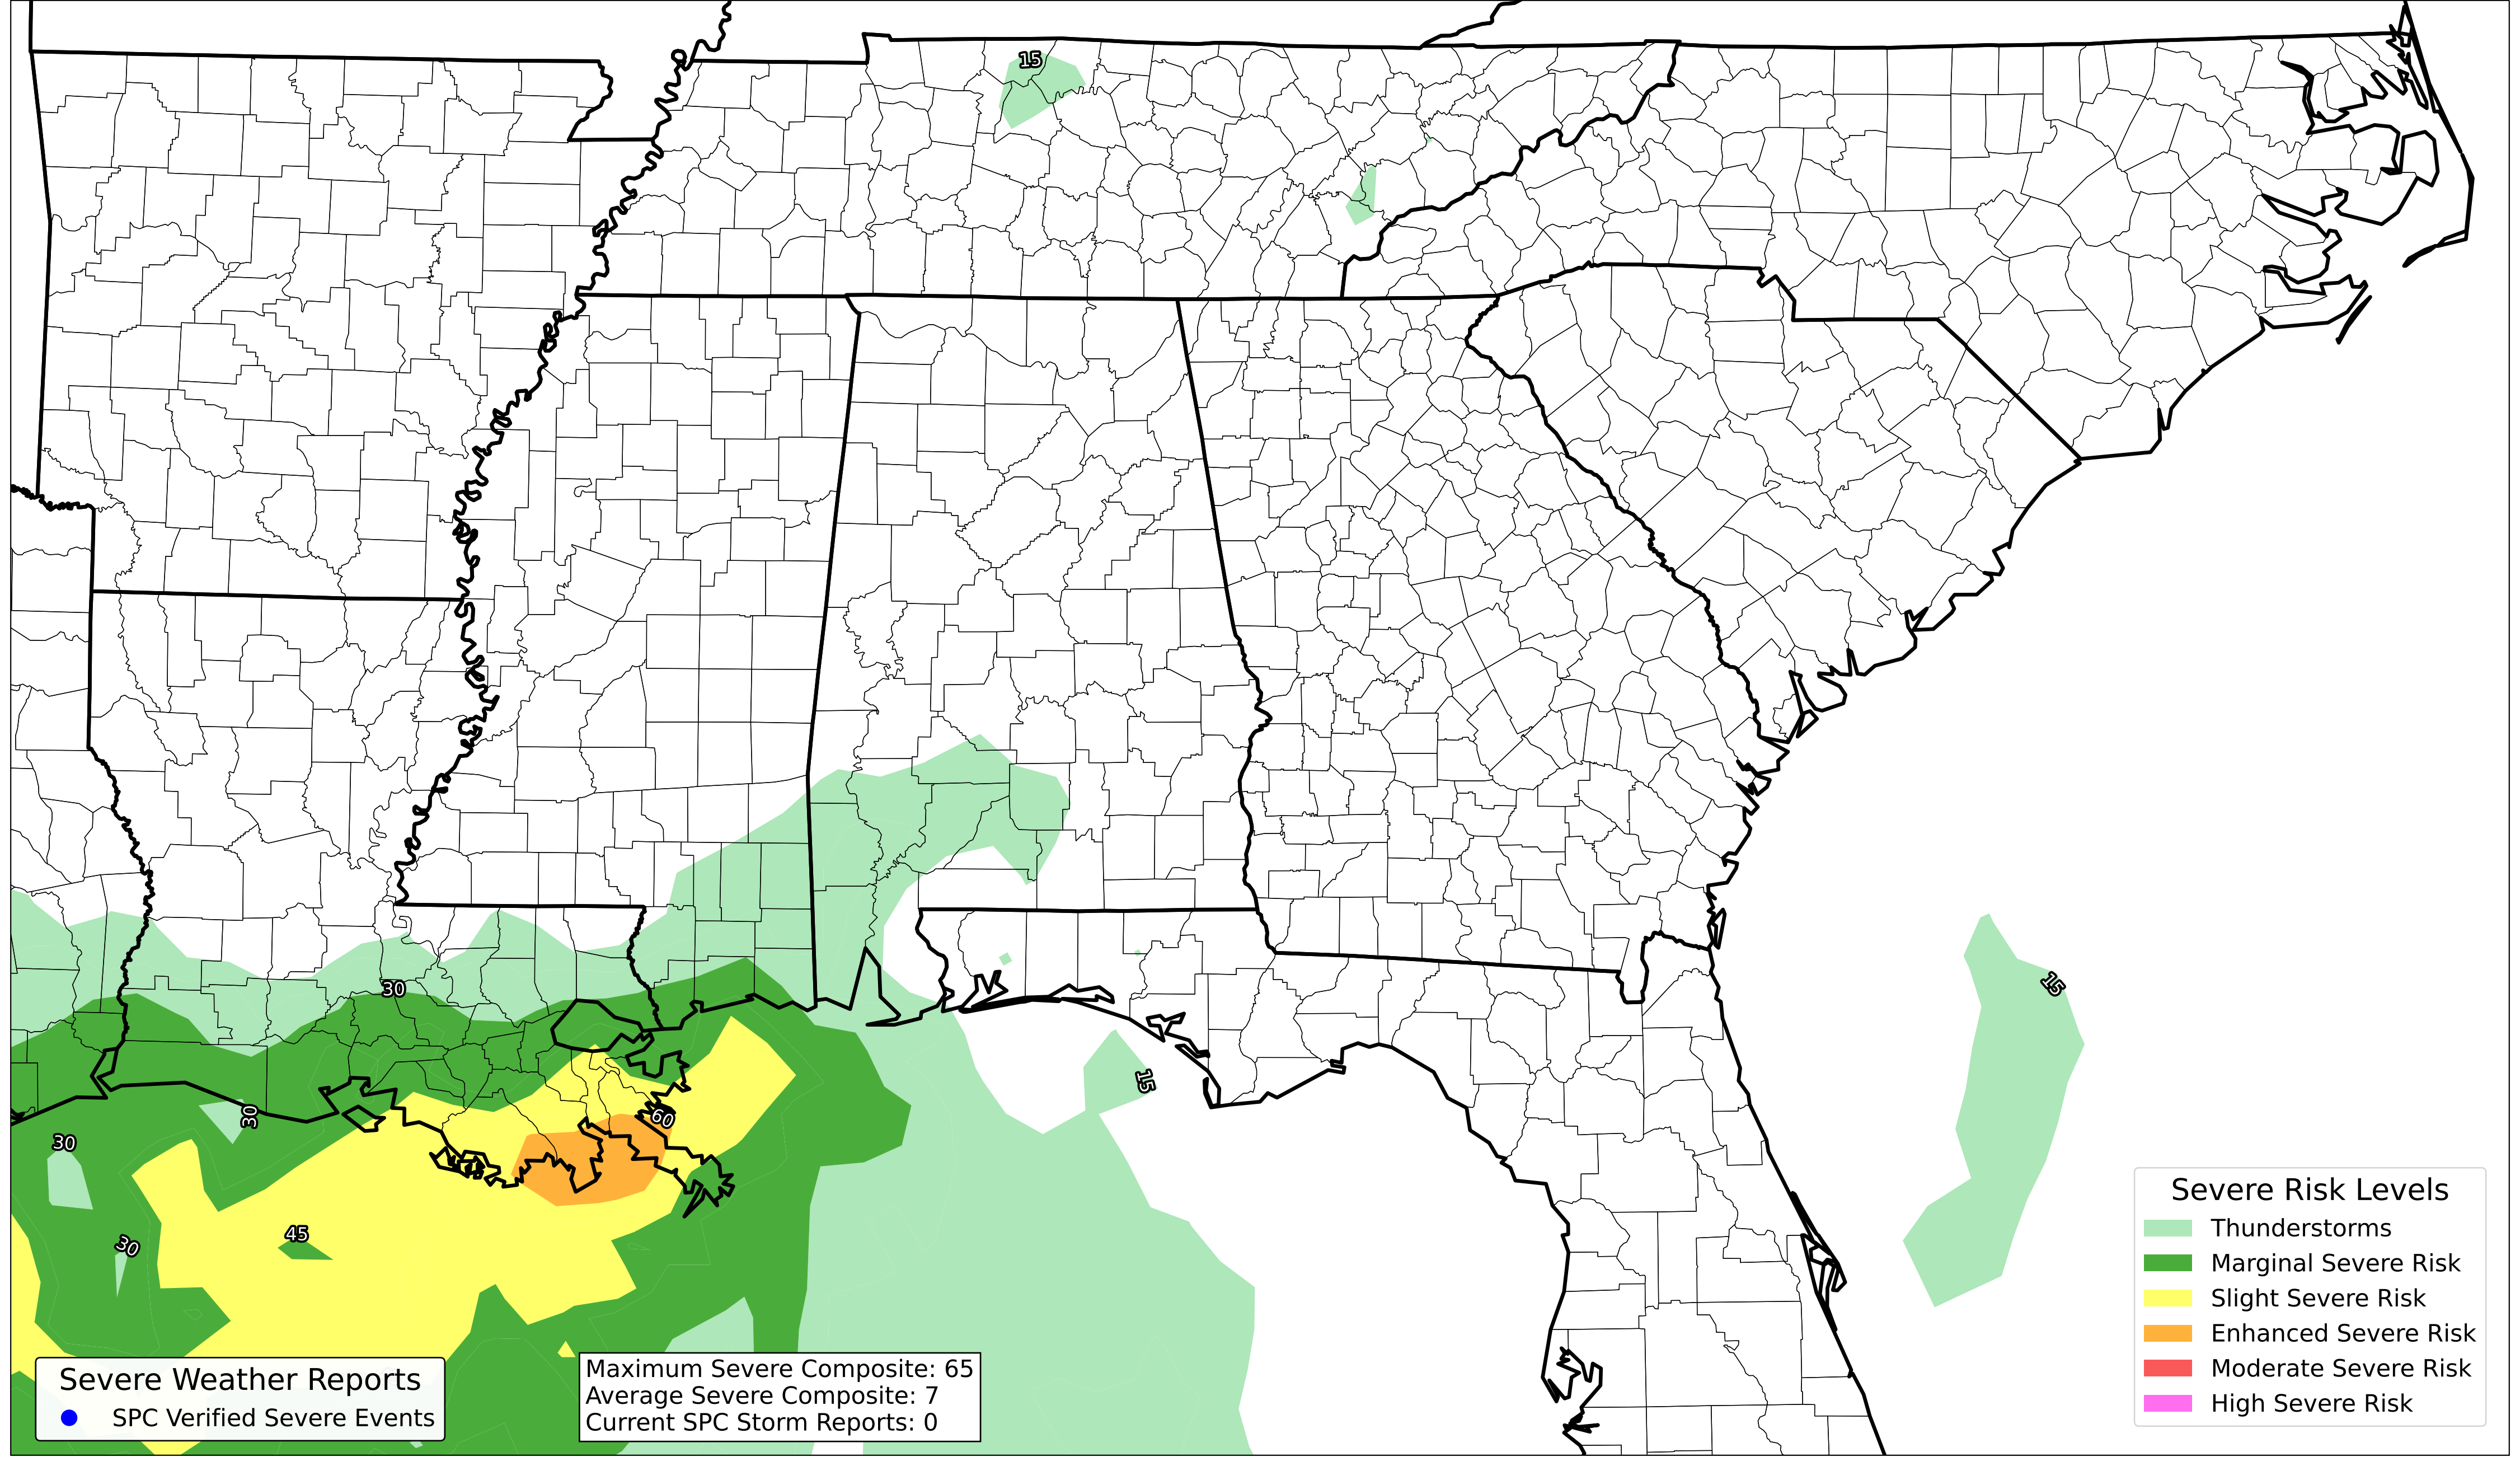 15
30
15
15
30
60
30
45
30
Severe Risk Levels
Thunderstorms
Marginal Severe Risk
Slight Severe Risk
Enhanced Severe Risk
Moderate Severe Risk
High Severe Risk
Severe Weather Reports
SPC Verified Severe Events
Maximum Severe Composite: 65
Average Severe Composite: 7
Current SPC Storm Reports: 0